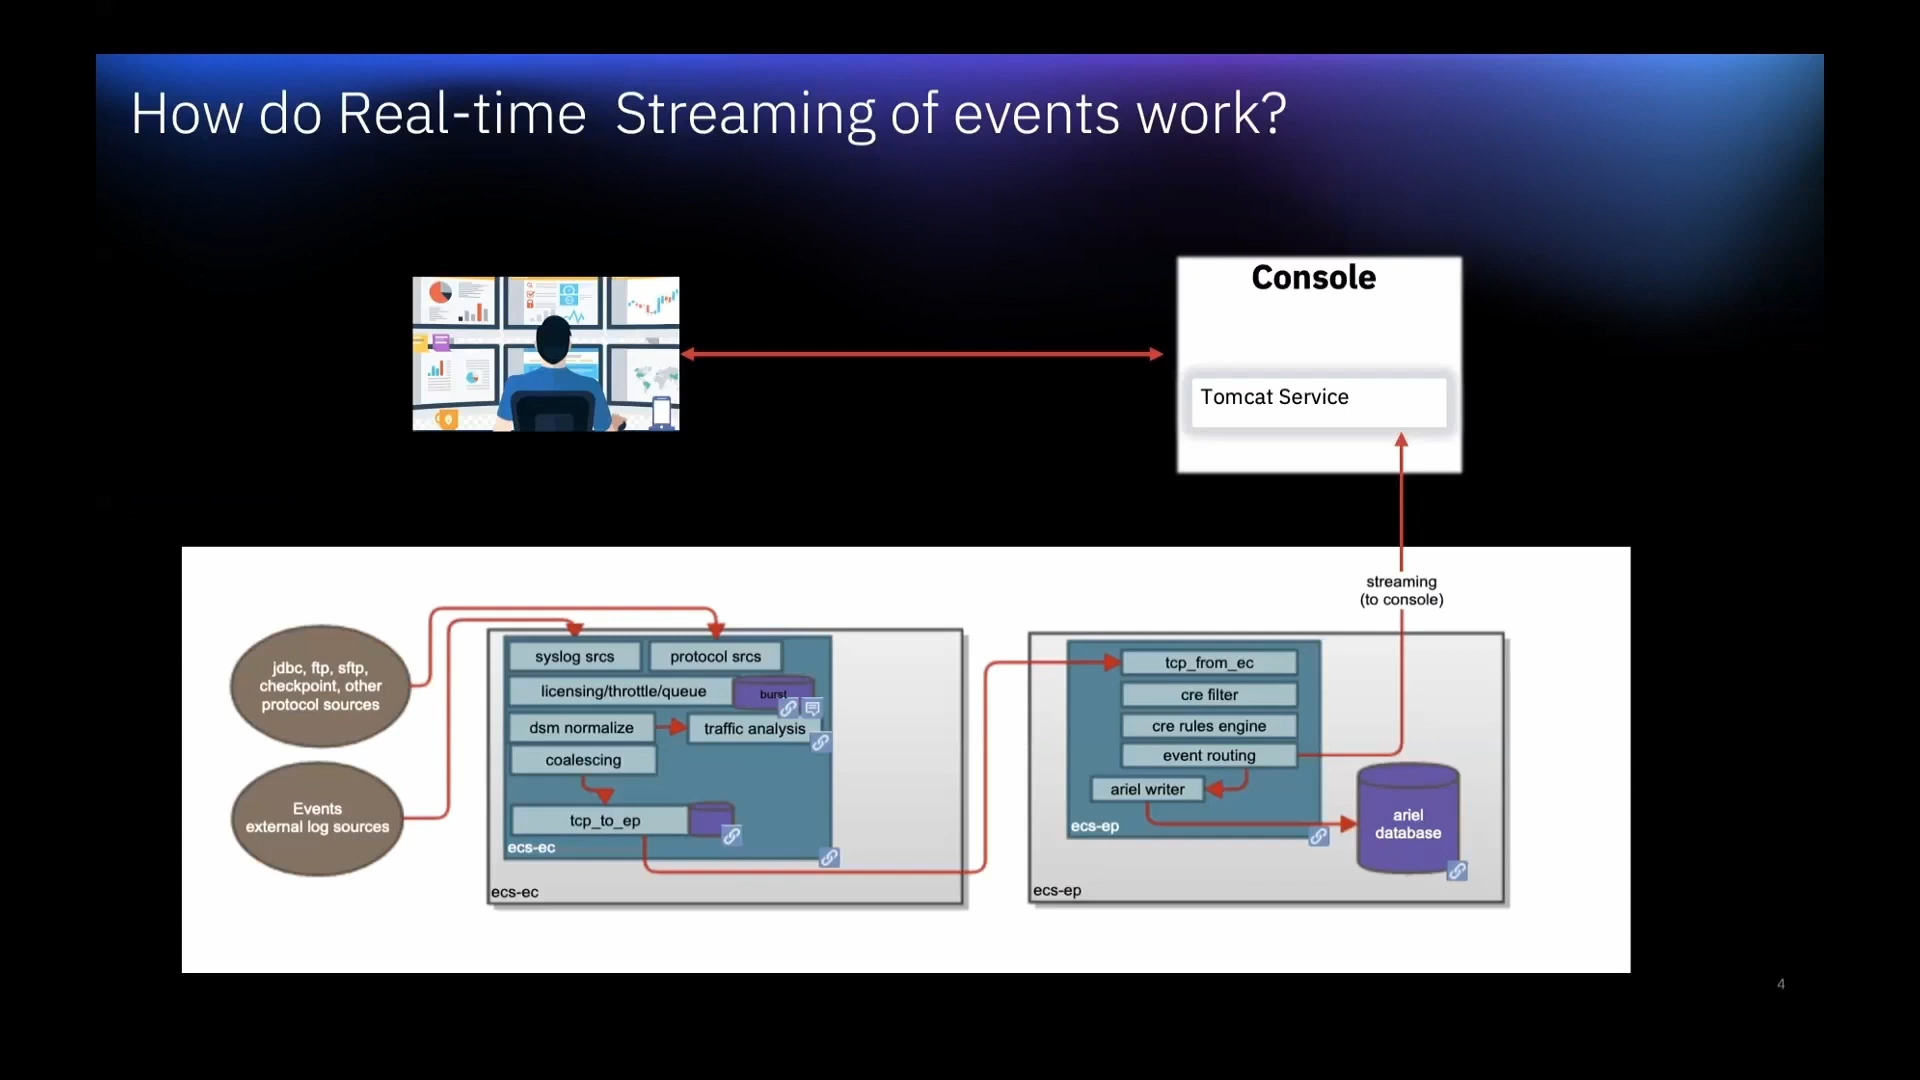 How do Real-time  Streaming of events work?
Console
Tomcat Service
streaming
(to console)
jdbc, ftp, sftp,
checkpoint, other
protocol sources
Events
external log sources
syslog srcs
protocol srcs
licensing/throttle/queue
burst
dsm normalize
traffic analysis
coalescing
tcp_to_ep
ecs-ec
ecs-ec
tcp_from_ec
cre filter
cre rules engine
event routing
ariel writer
ecs-ep
ariel
database
ecs-ep
4